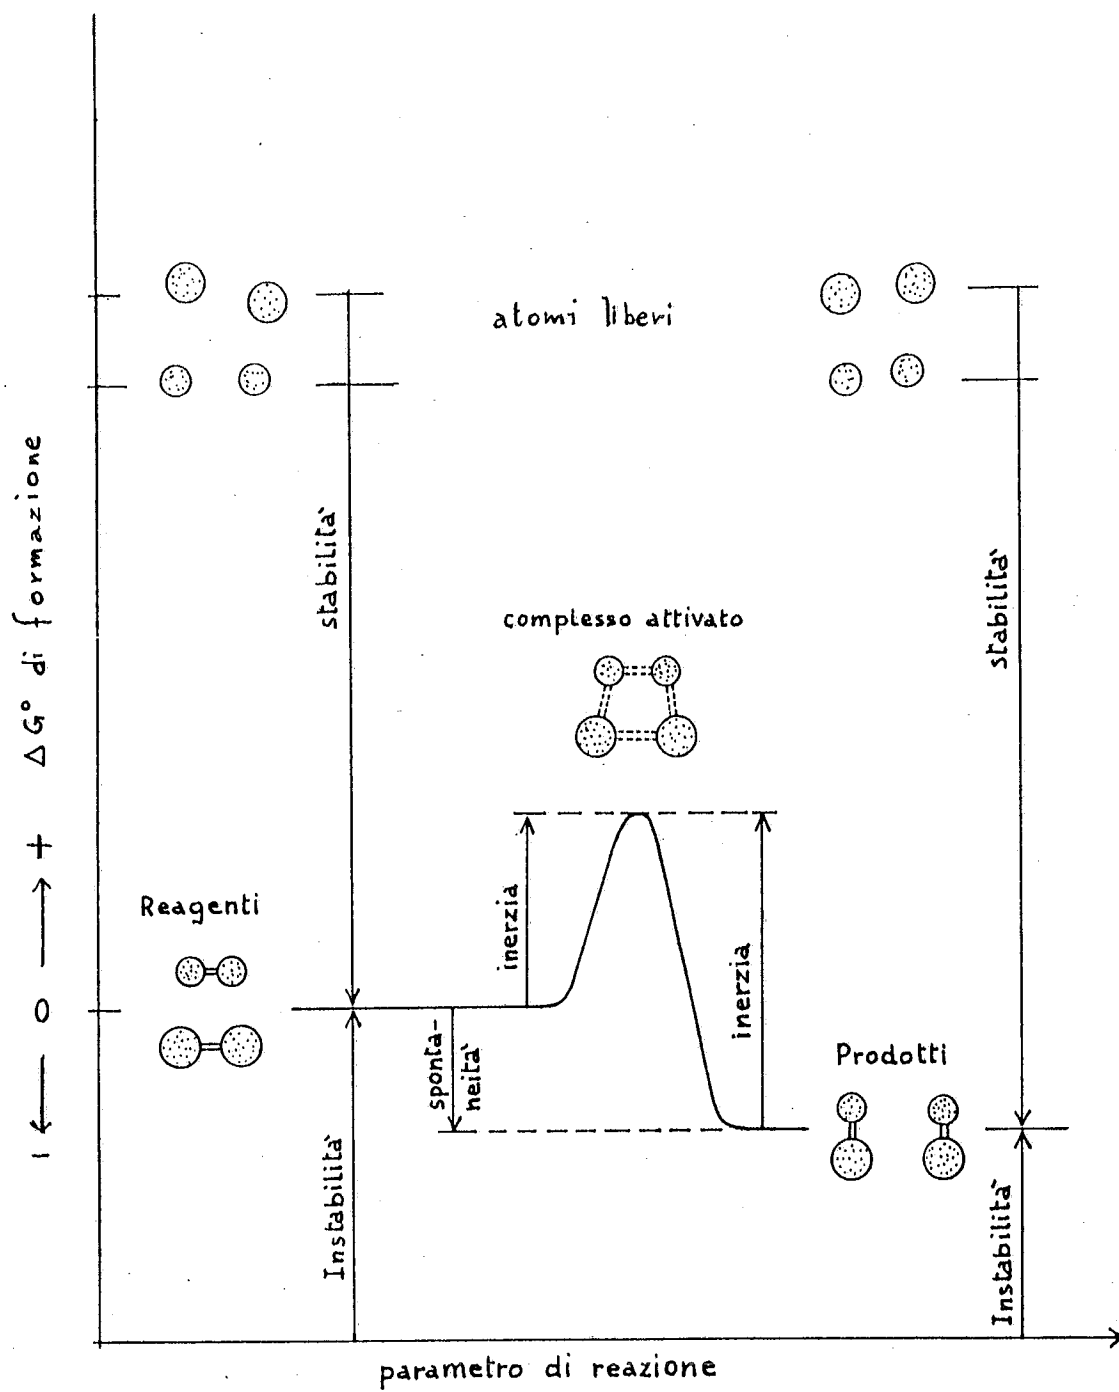 atomi liberi
ΔG° di formazione
stabilità
stabilità
complesso attivato
+
Reagenti
inerzia
inerzia
0
sponta-
neità
Prodotti
-
Instabilità
Instabilità
parametro di reazione